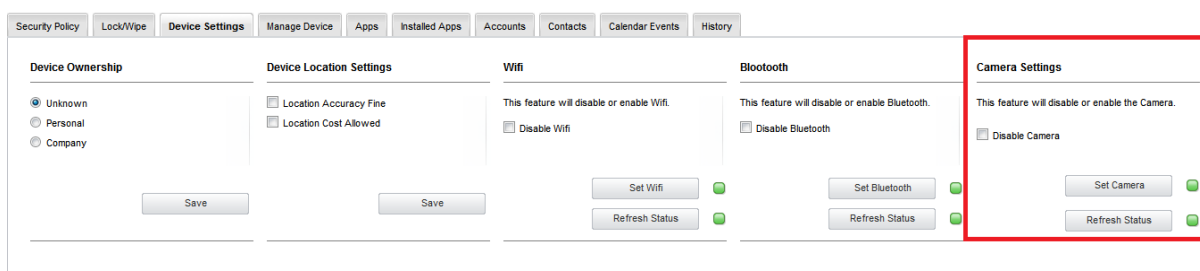 Security Policy
Lock/Wipe
Device Settings
Manage Device
Apps
Installed Apps
Accounts
Contacts
Calendar Events
History
Device Ownership
Unknown
Personal
Company
Save
Device Location Settings
Location Accuracy Fine
Location Cost Allowed
Save
Wifi
This feature will disable or enable Wifi.
Disable Wifi
Set Wifi
Refresh Status
Blootooth
This feature will disable or enable Bluetooth.
Disable Bluetooth
Set Bluetooth
Refresh Status
Camera Settings
This feature will disable or enable the Camera.
Disable Camera
Set Camera
Refresh Status